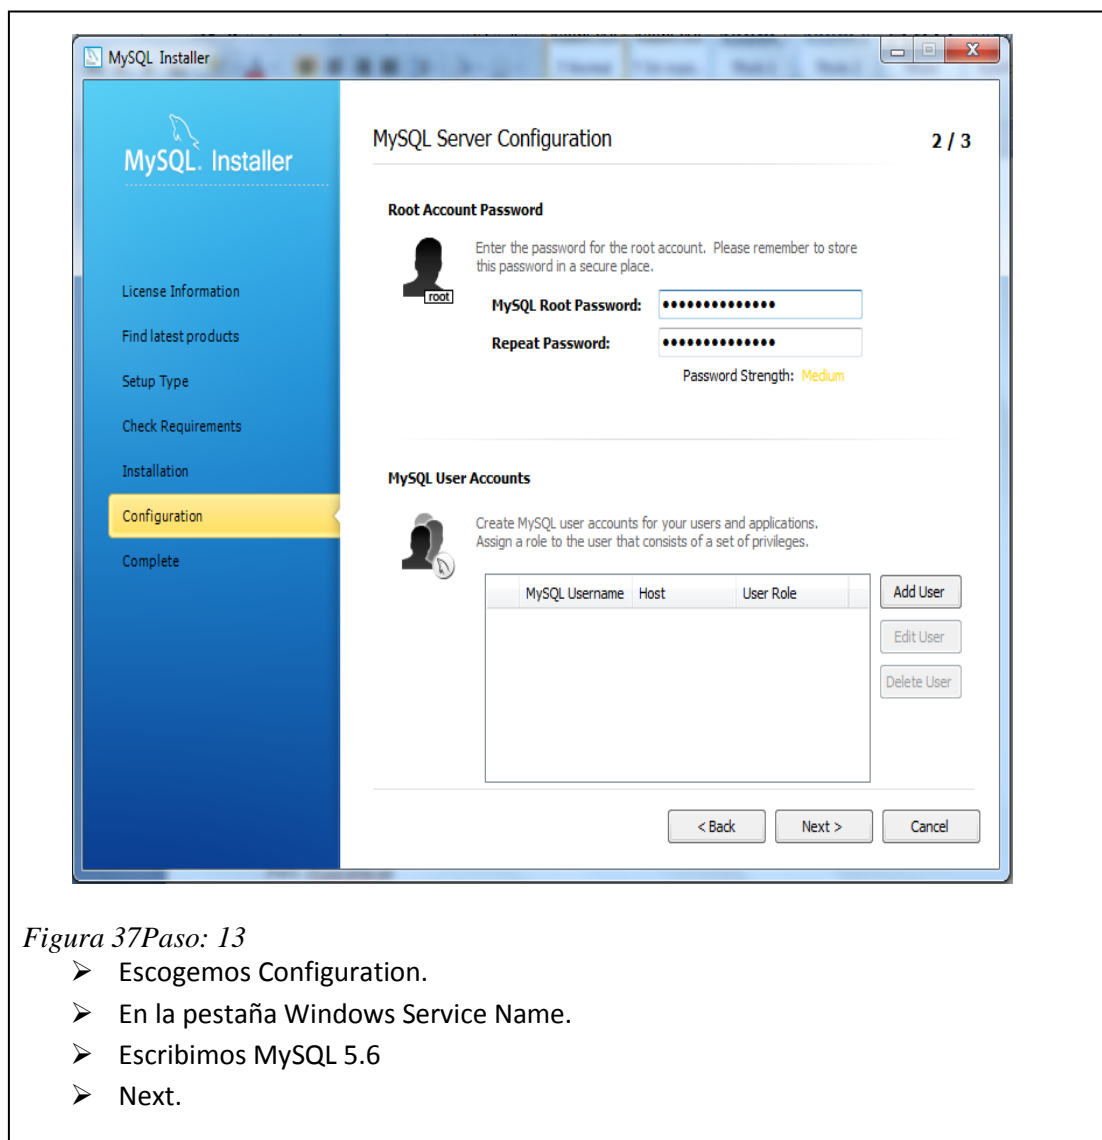 MySQL Installer
MySQL Installer
MySQL Server Configuration
2 / 3
Root Account Password
Enter the password for the root account. Please remember to store
this password in a secure place.
root
MySQL Root Password: ●●●●●●●●●●●●●●
Repeat Password: ●●●●●●●●●●●●●●
Password Strength: Medium
License Information
Find latest products
Setup Type
Check Requirements
Installation
Configuration
Complete
MySQL User Accounts
Create MySQL user accounts for your users and applications.
Assign a role to the user that consists of a set of privileges.
MySQL Username Host User Role
Add User
Edit User
Delete User
< Back Next > Cancel
Figura 37Paso: 13
➢ Escogemos Configuration.
➢ En la pestaña Windows Service Name.
➢ Escribimos MySQL 5.6
➢ Next.